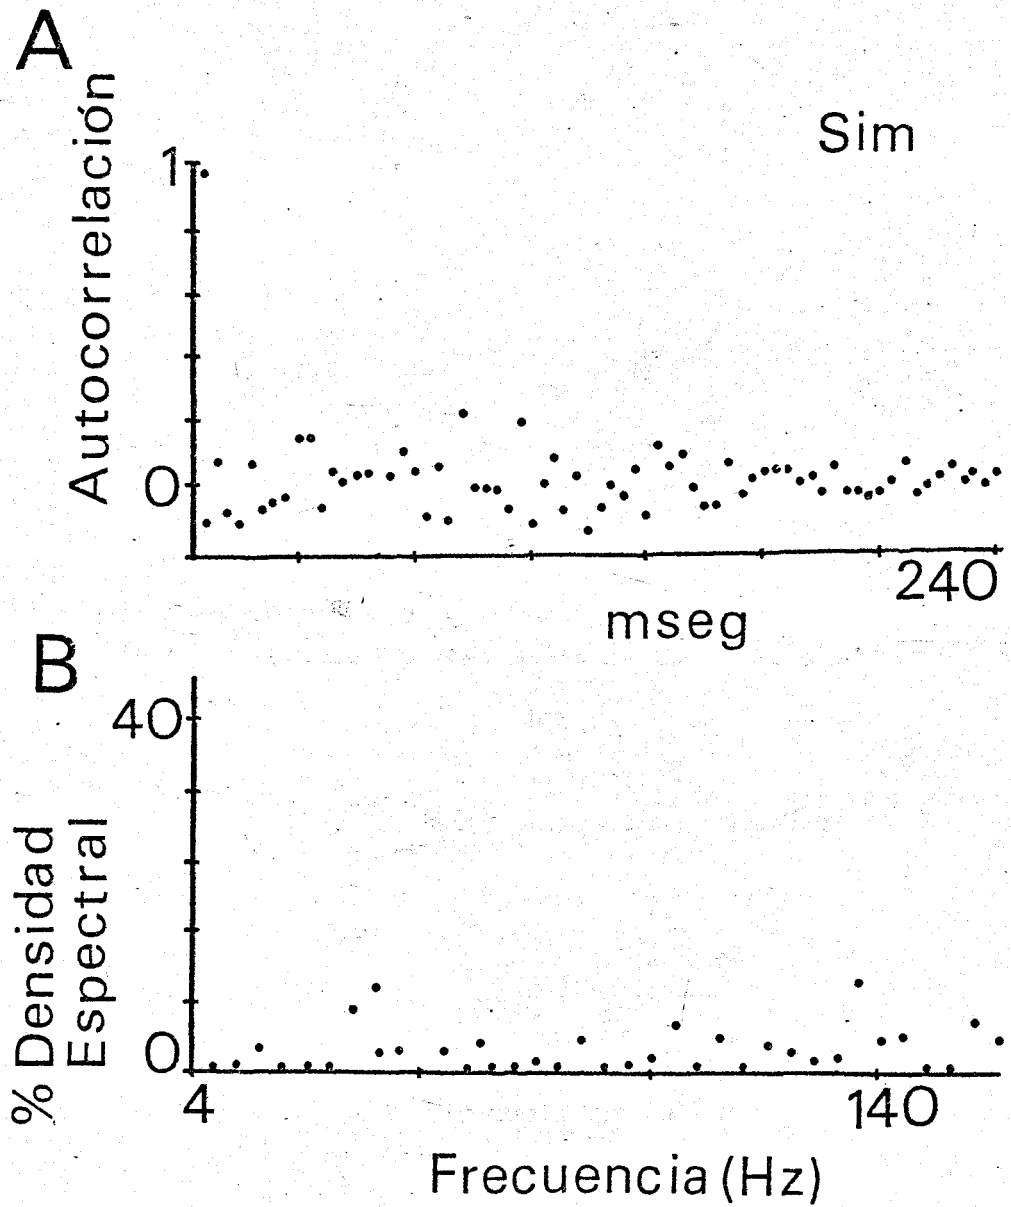 A
Autocorrelación
Sim
1
0
240
mseg
B
40
% Densidad
Espectral
0
4
140
Frecuencia (Hz)